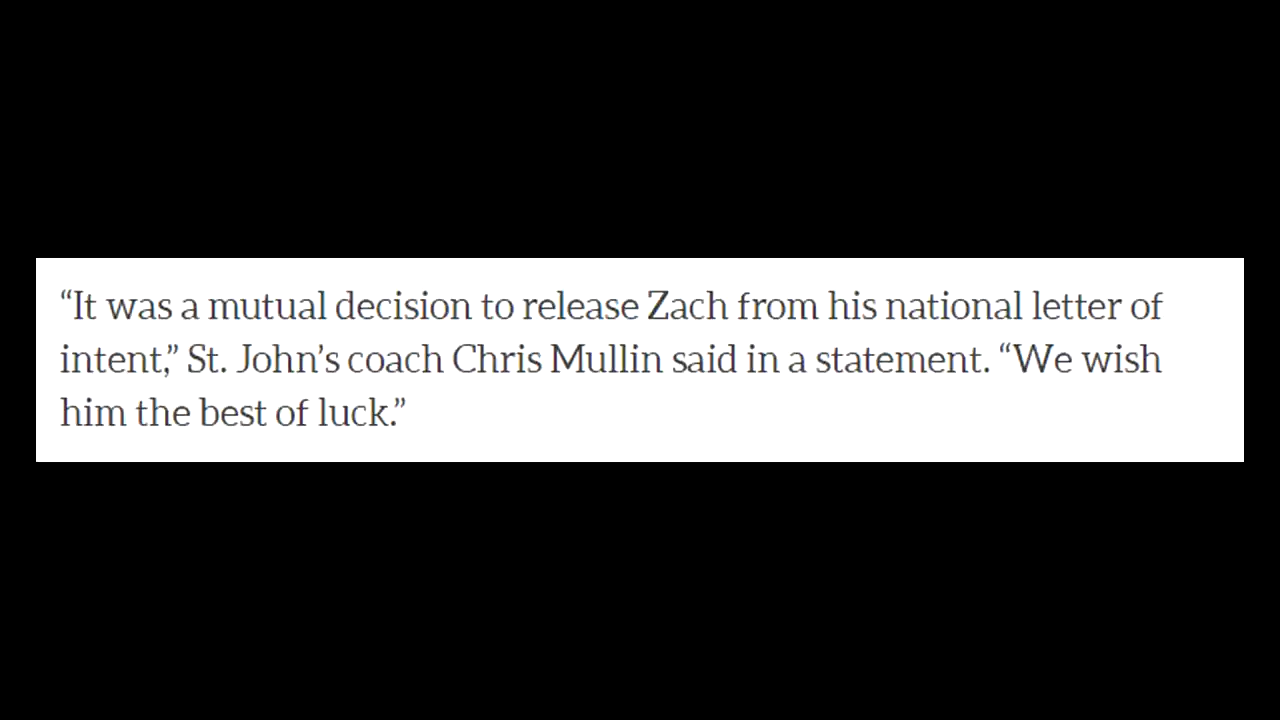 “It was a mutual decision to release Zach from his national letter of
intent,” St. John’s coach Chris Mullin said in a statement. “We wish
him the best of luck.”